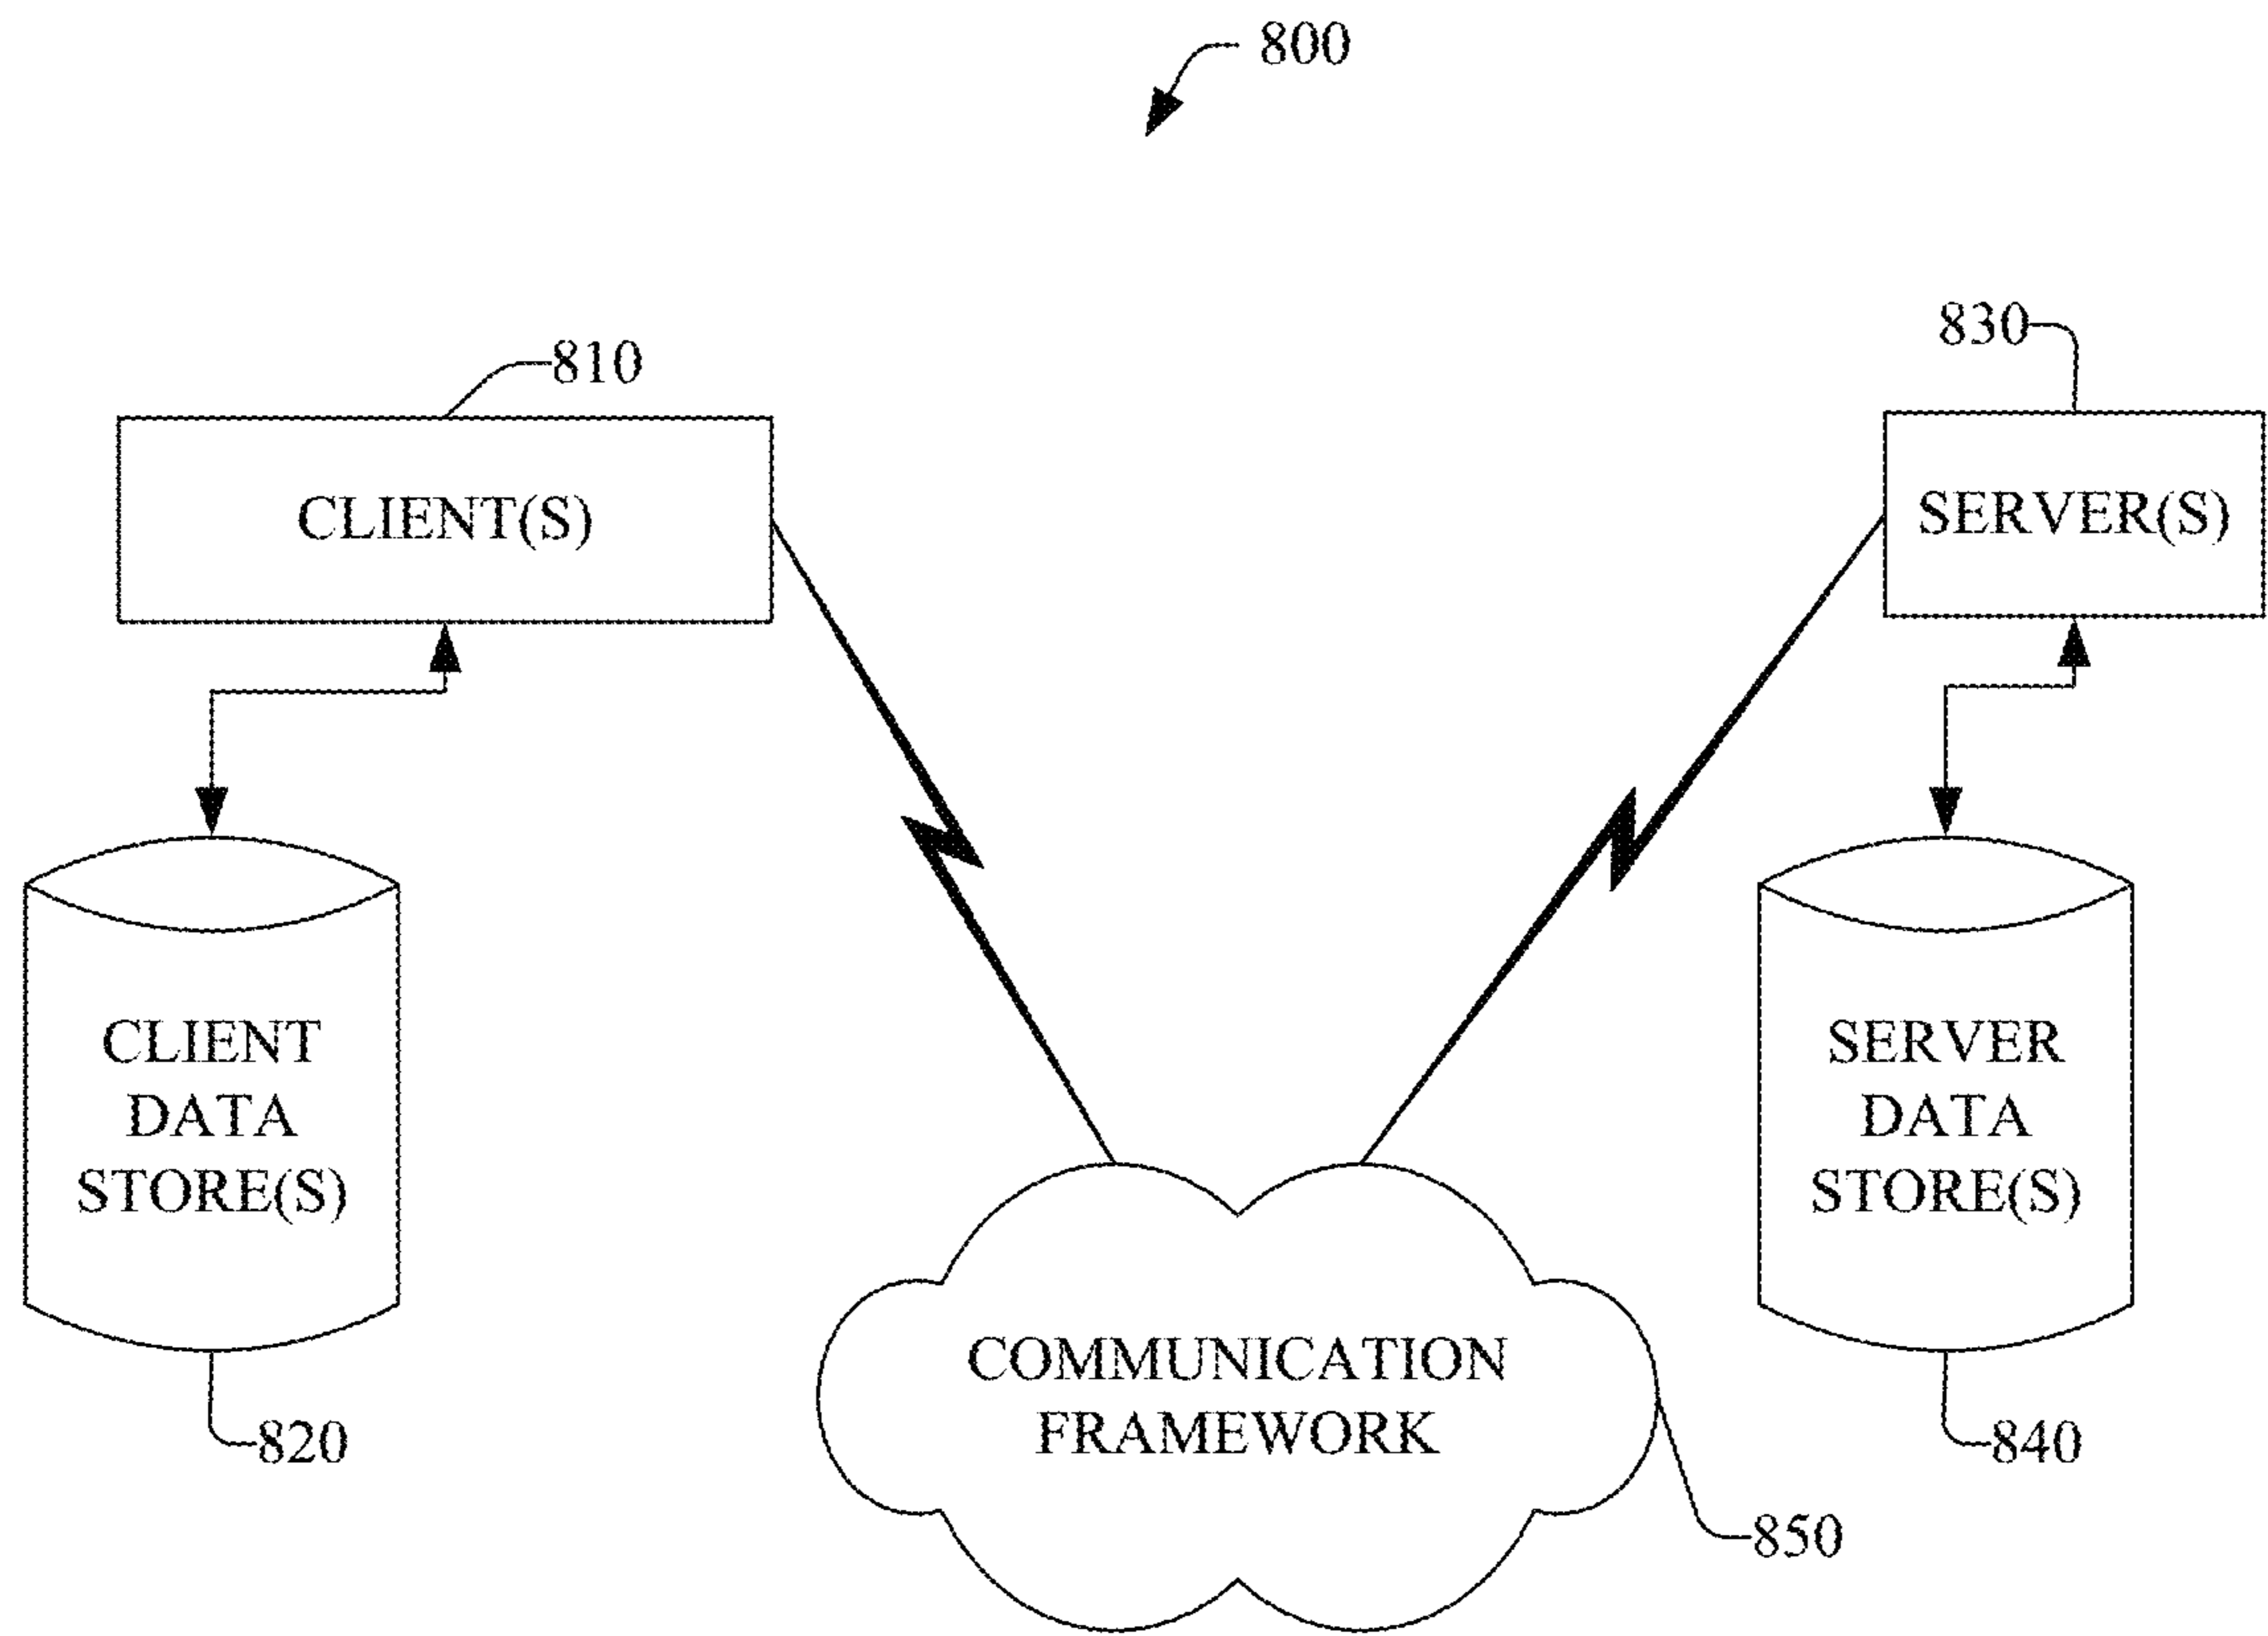 800
810
830
CLIENT(S)
SERVER(S)
CLIENT
DATA
STORE(S)
SERVER
DATA
STORE(S)
COMMUNICATION
FRAMEWORK
820
840
850